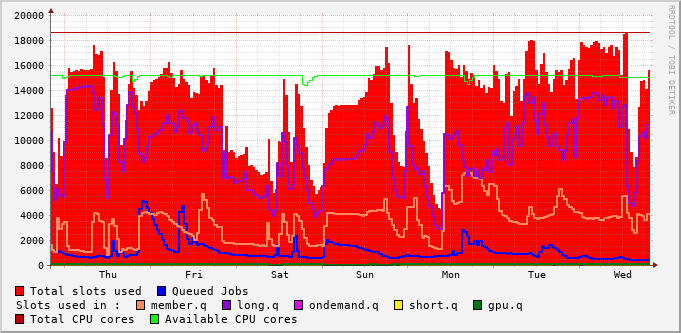 20000
18000
16000
14000
12000
10000
8000
6000
4000
2000
0
Thu Fri Sat Sun Mon Tue Wed
RRDTOOL / TOBI OETIKER
Total slots used Queued Jobs
Slots used in : member.q long.q ondemand.q short.q gpu.q
Total CPU cores Available CPU cores